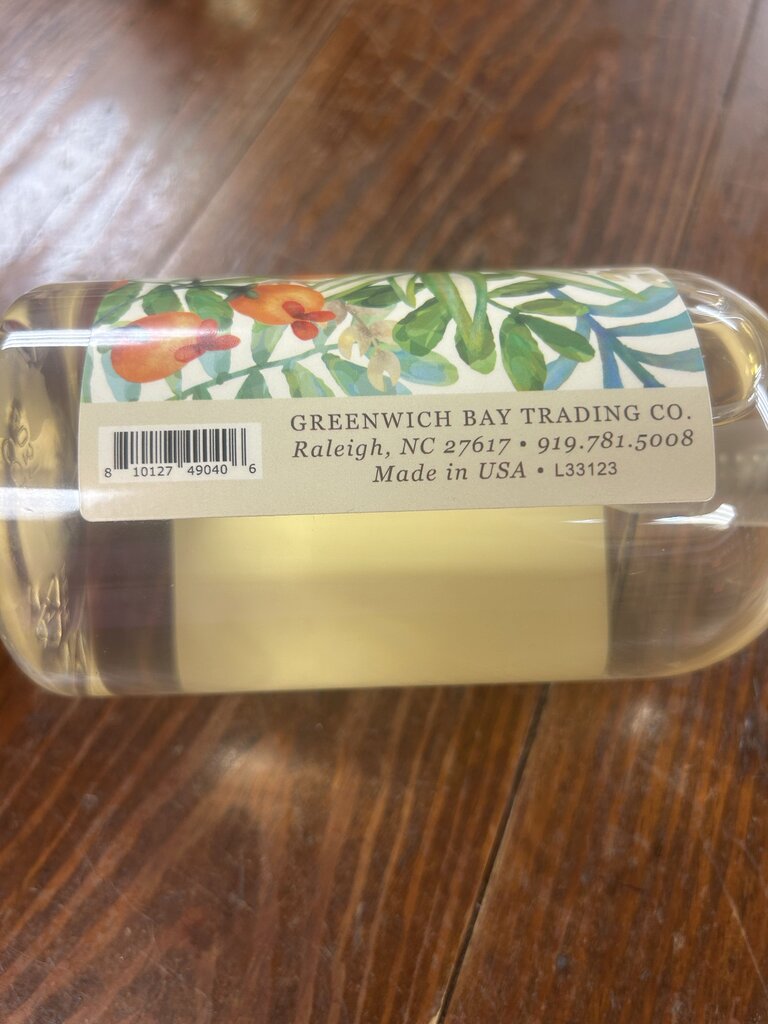 GREENWICH BAY TRADING CO.
Raleigh, NC 27617 • 919.781.5008
Made in USA • L33123
8 10127 49040 6